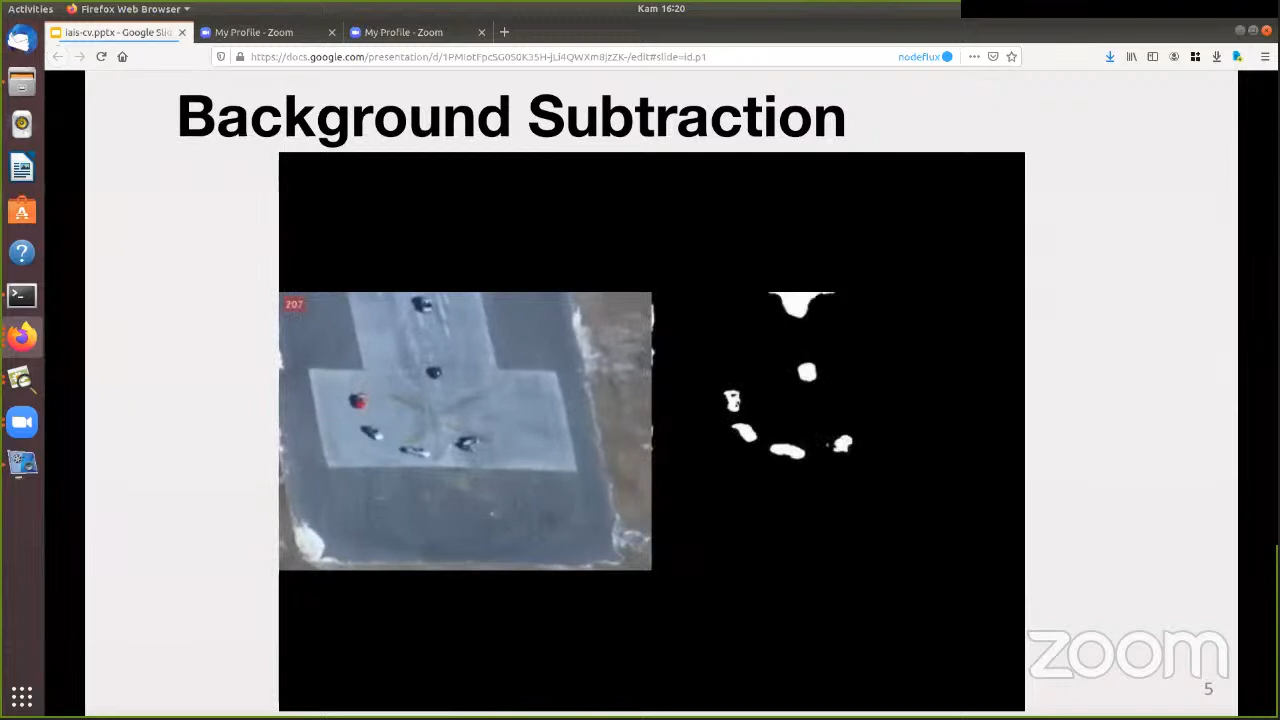 Activities Firefox Web Browser Kam 16:20
iais-cv.pptx - Google Slid My Profile - Zoom My Profile - Zoom
nodeflux
Background Subtraction
207
zoom
5